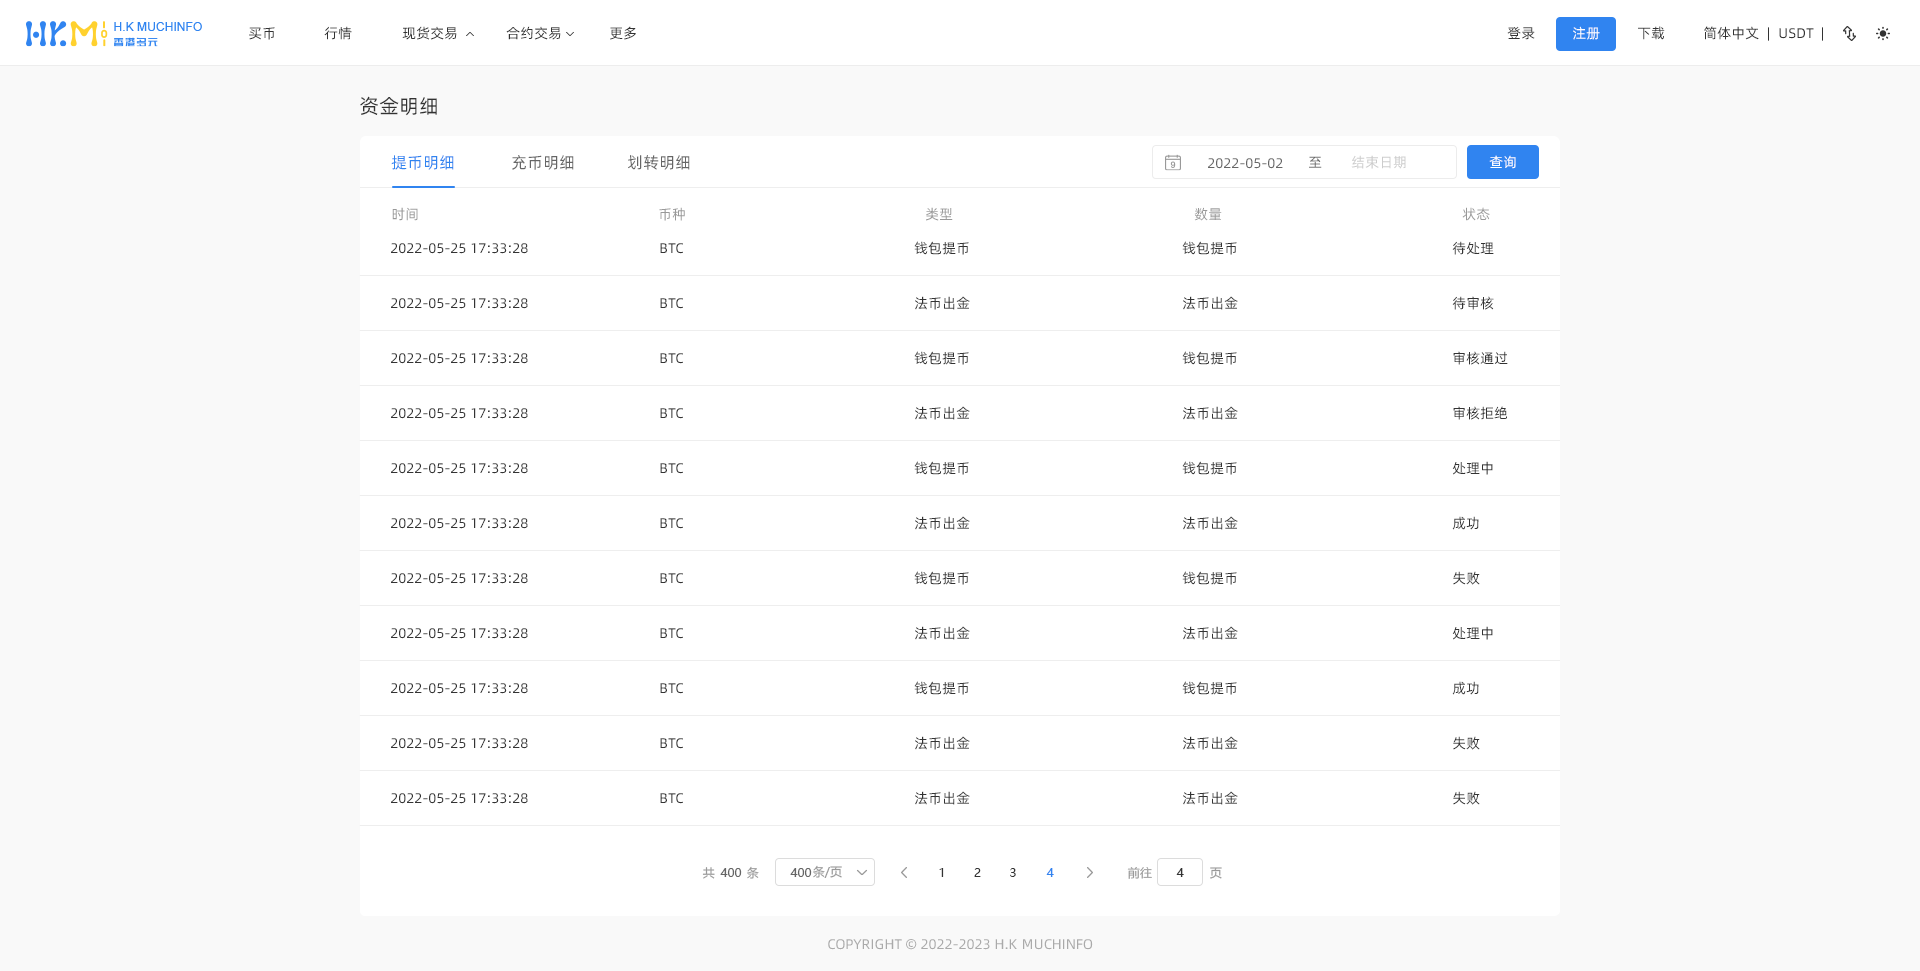 HKMi H.K MUCHINFO 香港多元 买币 行情 现货交易 合约交易 更多 登录 注册 下载 简体中文 | USDT |
资金明细
提币明细 充币明细 划转明细 9 2022-05-02 至 结束日期 查询
时间 币种 类型 数量 状态
2022-05-25 17:33:28 BTC 钱包提币 钱包提币 待处理
2022-05-25 17:33:28 BTC 法币出金 法币出金 待审核
2022-05-25 17:33:28 BTC 钱包提币 钱包提币 审核通过
2022-05-25 17:33:28 BTC 法币出金 法币出金 审核拒绝
2022-05-25 17:33:28 BTC 钱包提币 钱包提币 处理中
2022-05-25 17:33:28 BTC 法币出金 法币出金 成功
2022-05-25 17:33:28 BTC 钱包提币 钱包提币 失败
2022-05-25 17:33:28 BTC 法币出金 法币出金 处理中
2022-05-25 17:33:28 BTC 钱包提币 钱包提币 成功
2022-05-25 17:33:28 BTC 法币出金 法币出金 失败
2022-05-25 17:33:28 BTC 法币出金 法币出金 失败
共 400 条 400条/页 1 2 3 4 前往 4 页
COPYRIGHT © 2022-2023 H.K MUCHINFO